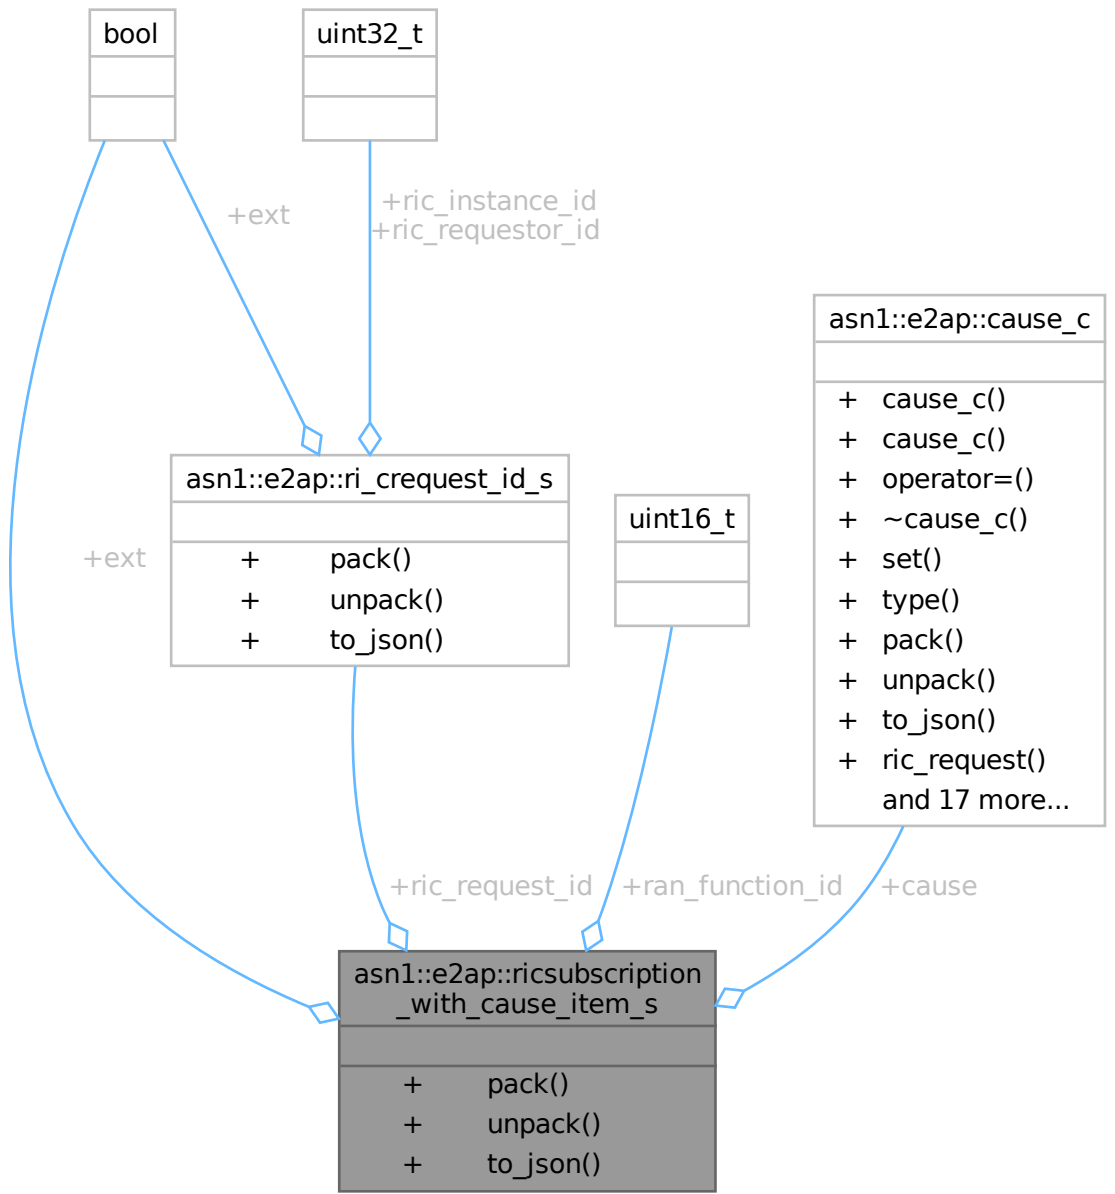 bool
uint32_t
+ext
+ric_instance_id
+ric_requestor_id
asn1::e2ap::cause_c
+ cause_c()
+ cause_c()
+ operator=()
+ ~cause_c()
+ set()
+ type()
+ pack()
+ unpack()
+ to_json()
+ ric_request()
and 17 more...
asn1::e2ap::ri_crequest_id_s
+ pack()
+ unpack()
+ to_json()
uint16_t
+ext
+ric_request_id
+ran_function_id
+cause
asn1::e2ap::ricsubscription
_with_cause_item_s
+ pack()
+ unpack()
+ to_json()